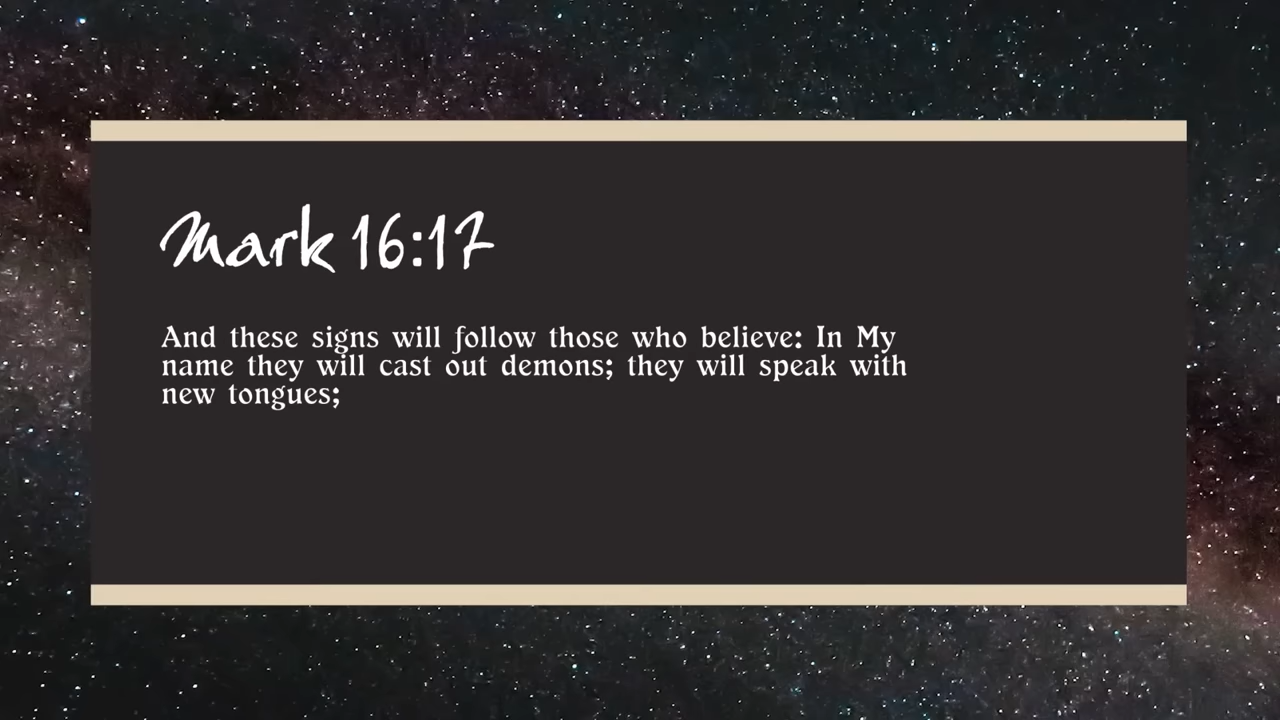 Mark 16:17
And these signs will follow those who believe: In My
name they will cast out demons; they will speak with
new tongues;